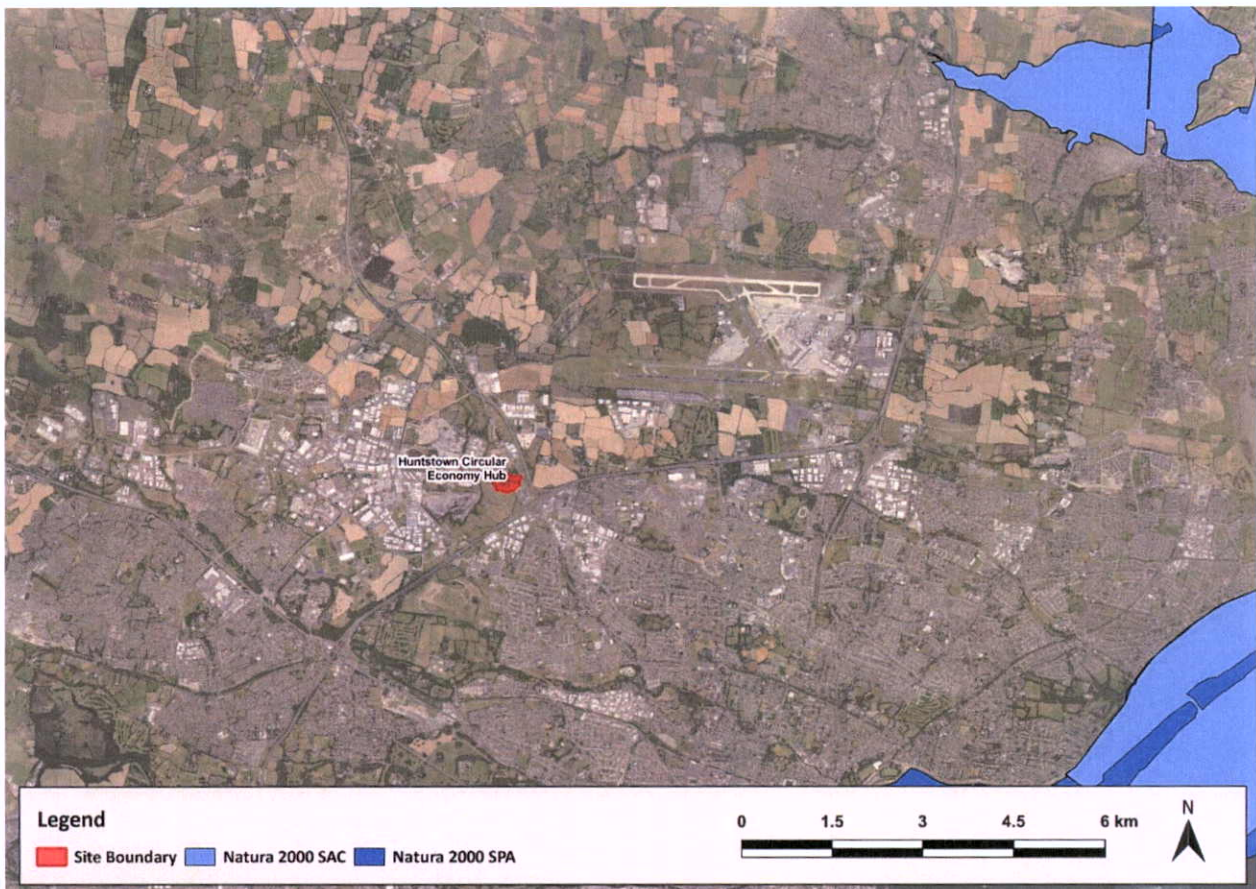 Huntstown Circular
Economy Hub
Legend
Site Boundary Natura 2000 SAC Natura 2000 SPA
0 1.5 3 4.5 6 km
N